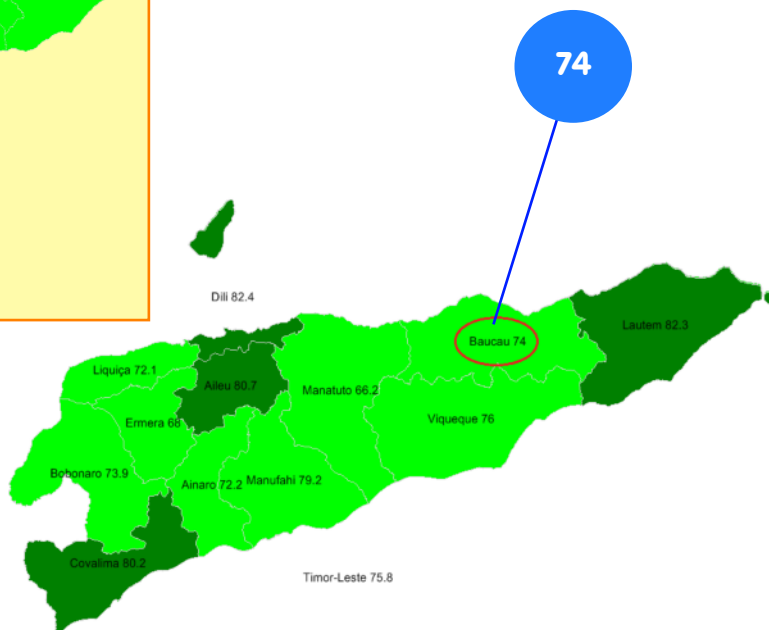 74
Dili 82.4
Lautem 82.3
Baucau 74
Liquiça 72.1
Aileu 80.7
Manatuto 66.2
Ermera 68
Viqueque 76
Bobonaro 73.9
Ainaro 72.2
Manufahi 79.2
Covalima 80.2
Timor-Leste 75.8